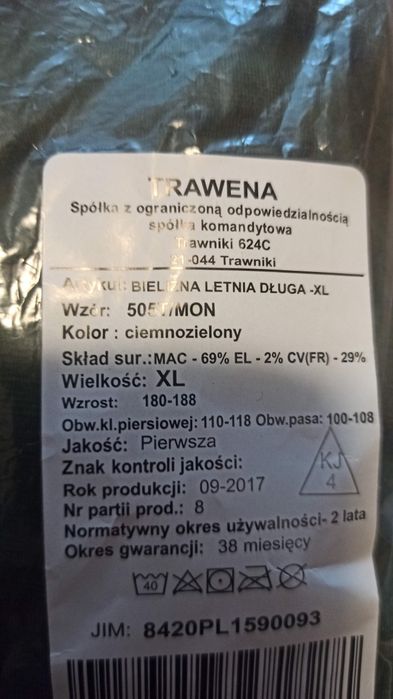 TRAWENA
Spółka z ograniczoną odpowiedzialnością
spółka komandytowa
Trawniki 624C
21-044 Trawniki
Artykuł: BIELIZNA LETNIA DŁUGA -XL
Wzór: 505T/MON
Kolor : ciemnozielony
Skład sur.: MAC - 69% EL - 2% CV(FR) - 29%
Wielkość: XL
Wzrost: 180-188
Obw.kl.piersiowej: 110-118 Obw.pasa: 100-108
Jakość: Pierwsza
Znak kontroli jakości:
KJ
4
Rok produkcji: 09-2017
Nr partii prod.: 8
Normatywny okres używalności- 2 lata
Okres gwarancji: 38 miesięcy
40
JIM: 8420PL1590093